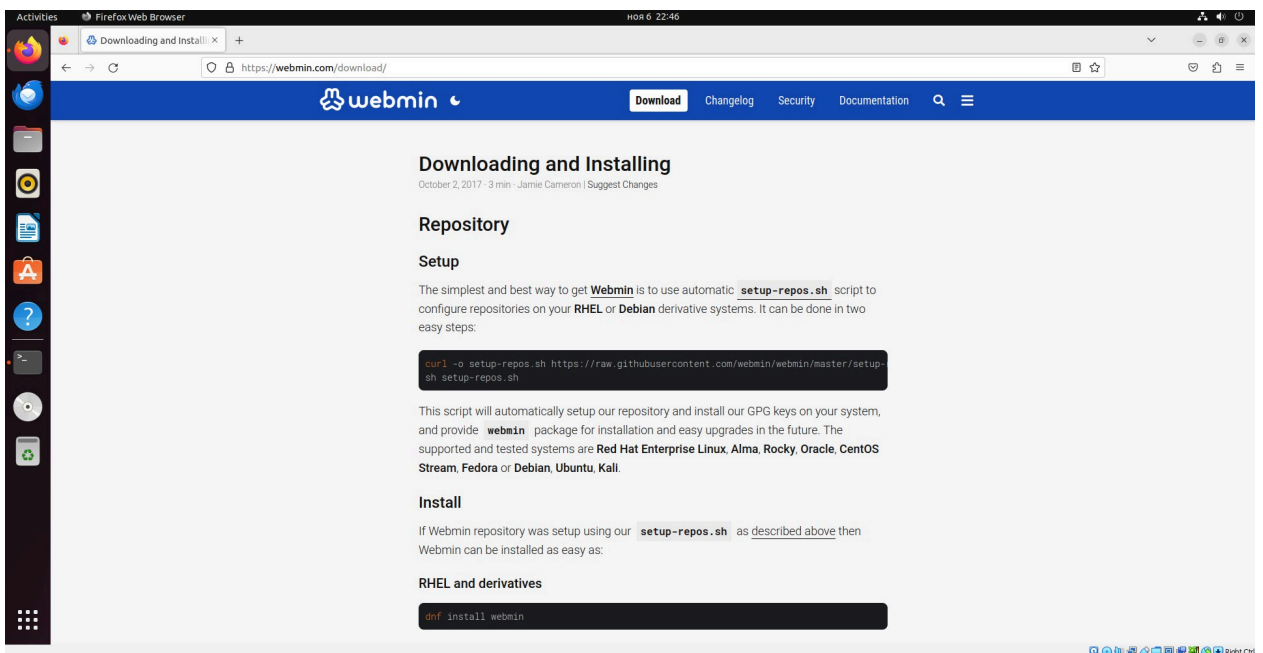 Activities
Firefox Web Browser
ноя 6 22:46
Downloading and Install
https://webmin.com/download/
webmin
Download
Changelog
Security
Documentation
Downloading and Installing
October 2, 2017 · 3 min · Jamie Cameron | Suggest Changes
Repository
Setup
The simplest and best way to get Webmin is to use automatic setup-repos.sh script to
configure repositories on your RHEL or Debian derivative systems. It can be done in two
easy steps:
curl -o setup-repos.sh https://raw.githubusercontent.com/webmin/webmin/master/setup-
sh setup-repos.sh
This script will automatically setup our repository and install our GPG keys on your system,
and provide webmin package for installation and easy upgrades in the future. The
supported and tested systems are Red Hat Enterprise Linux, Alma, Rocky, Oracle, CentOS
Stream, Fedora or Debian, Ubuntu, Kali.
Install
If Webmin repository was setup using our setup-repos.sh as described above then
Webmin can be installed as easy as:
RHEL and derivatives
dnf install webmin
Right Ctrl